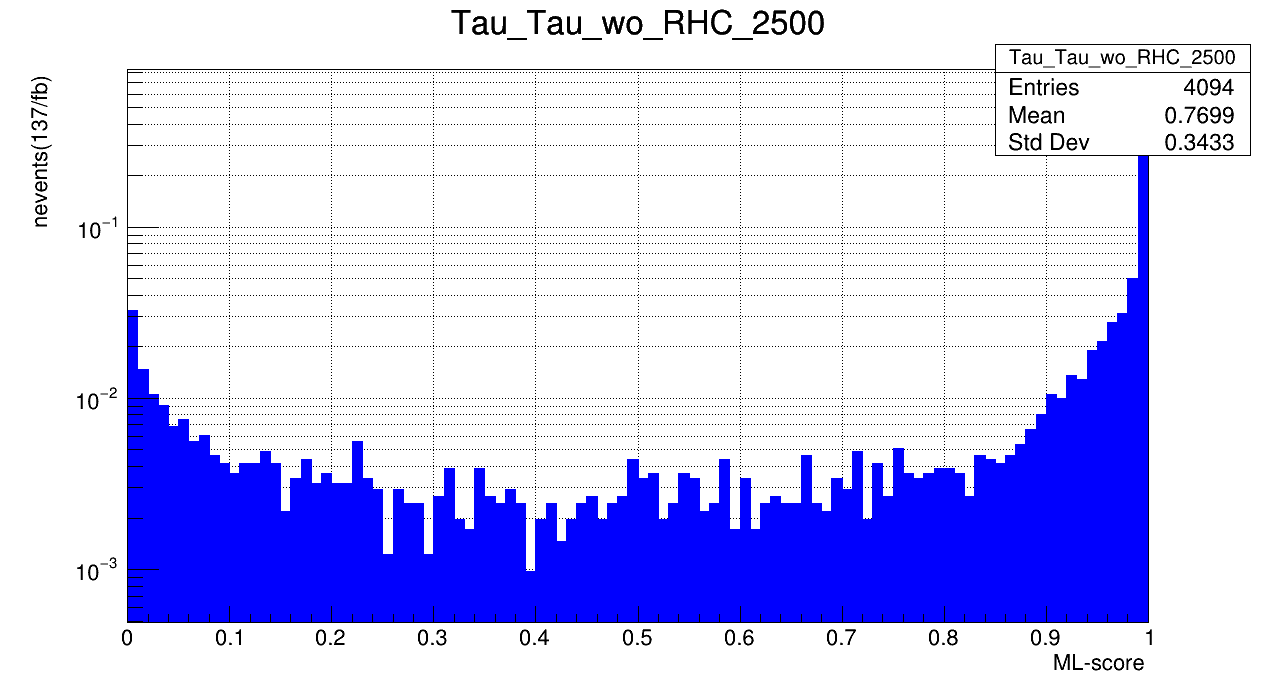 Tau_Tau_wo_RHC_2500
Tau_Tau_wo_RHC_2500
Entries 4094
Mean 0.7699
Std Dev 0.3433
nevents(137/fb)
10−1
10−2
10−3
0 0.1 0.2 0.3 0.4 0.5 0.6 0.7 0.8 0.9 1
ML-score